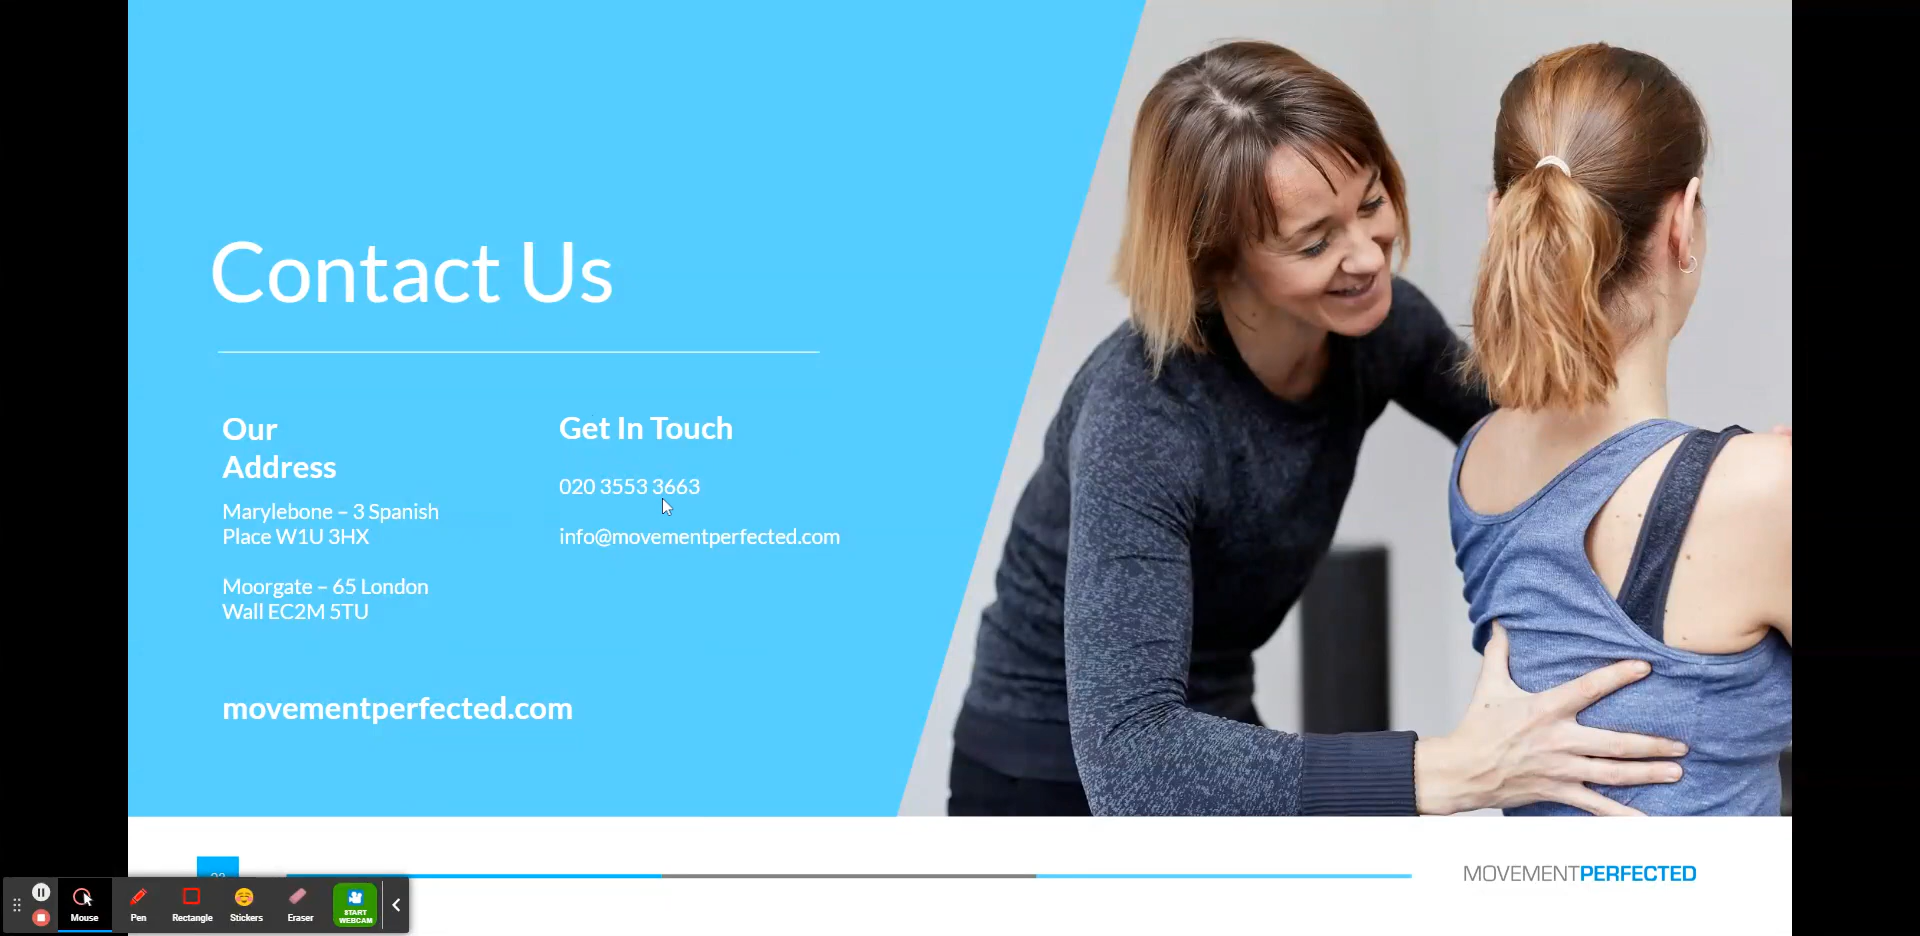 Contact Us
Our
Address
Marylebone – 3 Spanish
Place W1U 3HX
Moorgate – 65 London
Wall EC2M 5TU
Get In Touch
020 3553 3663
info@movementperfected.com
movementperfected.com
MOVEMENTPERFECTED
Mouse
Pen
Rectangle
Stickers
Eraser
START
WEBCAM